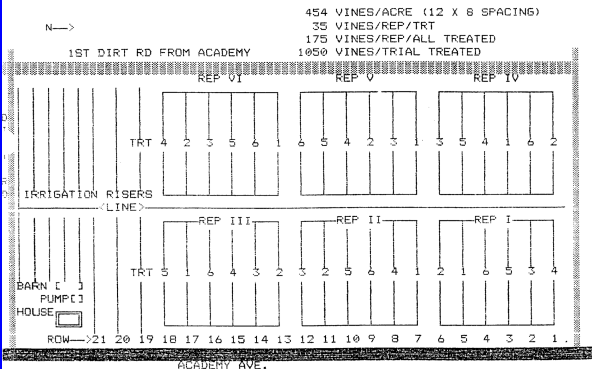 454 VINES/ACRE (12 X 8 SPACING)
N--> 35 VINES/REP/TRT
175 VINES/REP/ALL TREATED
1ST DIRT RD FROM ACADEMY 1050 VINES/TRIAL TREATED
REP VI REP V REP IV
TRT 4 2 3 5 6 1 6 5 4 2 3 1 3 5 4 1 6 2
IRRIGATION RISERS
<LINE>
REP III REP II REP I
TRT 5 1 6 4 3 2 3 2 5 6 4 1 2 1 6 5 3 4
BARN [ ]
PUMP[]
HOUSE
ROW-->21 20 19 18 17 16 15 14 13 12 11 10 9 8 7 6 5 4 3 2 1.
ACADEMY AVE.